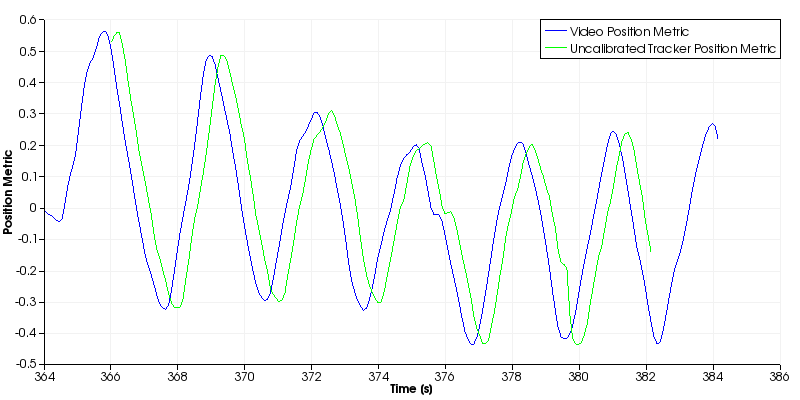 0.6
Video Position Metric
Uncalibrated Tracker Position Metric
0.5
0.4
0.3
0.2
0.1
0
-0.1
-0.2
-0.3
-0.4
-0.5
Position Metric
364 366 368 370 372 374 376 378 380 382 384 386
Time (s)